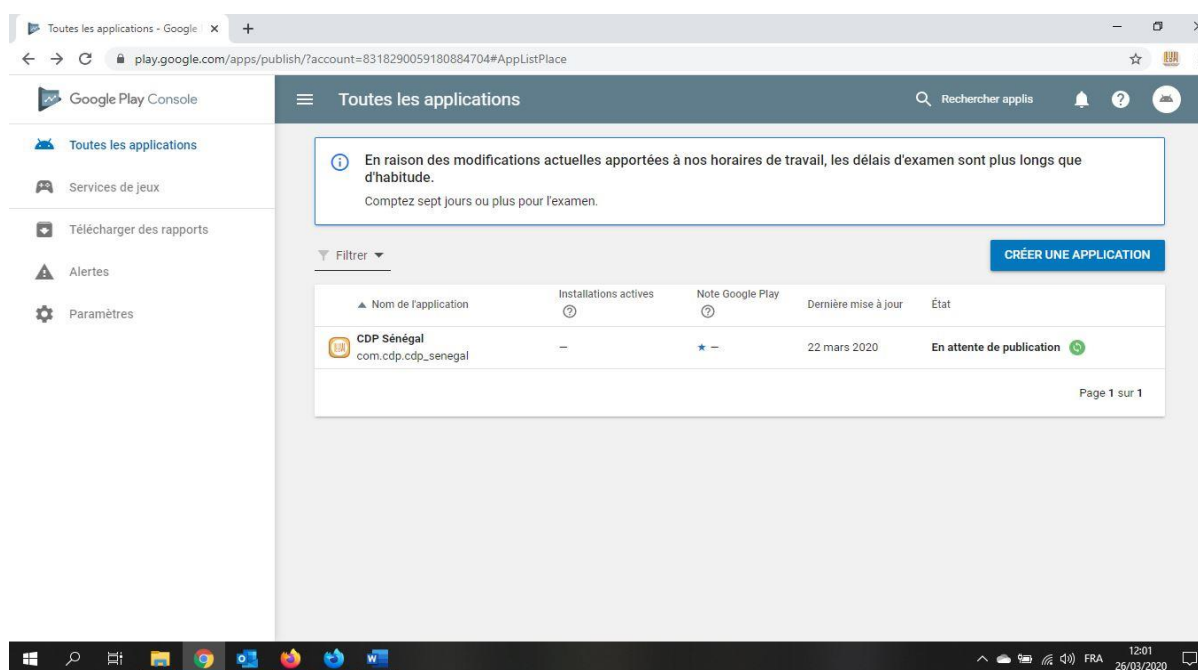 Toutes les applications - Google
play.google.com/apps/publish/?account=8318290059180884704#AppListPlace
Google Play Console
Toutes les applications
Rechercher applis
Toutes les applications
Services de jeux
Télécharger des rapports
Alertes
Paramètres
En raison des modifications actuelles apportées à nos horaires de travail, les délais d'examen sont plus longs que
d'habitude.
Comptez sept jours ou plus pour l'examen.
Filtrer
CRÉER UNE APPLICATION
Nom de l'application
Installations actives
Note Google Play
Dernière mise à jour
État
CDP Sénégal
com.cdp.cdp_senegal
–
★ –
22 mars 2020
En attente de publication
Page 1 sur 1
FRA
12:01
26/03/2020